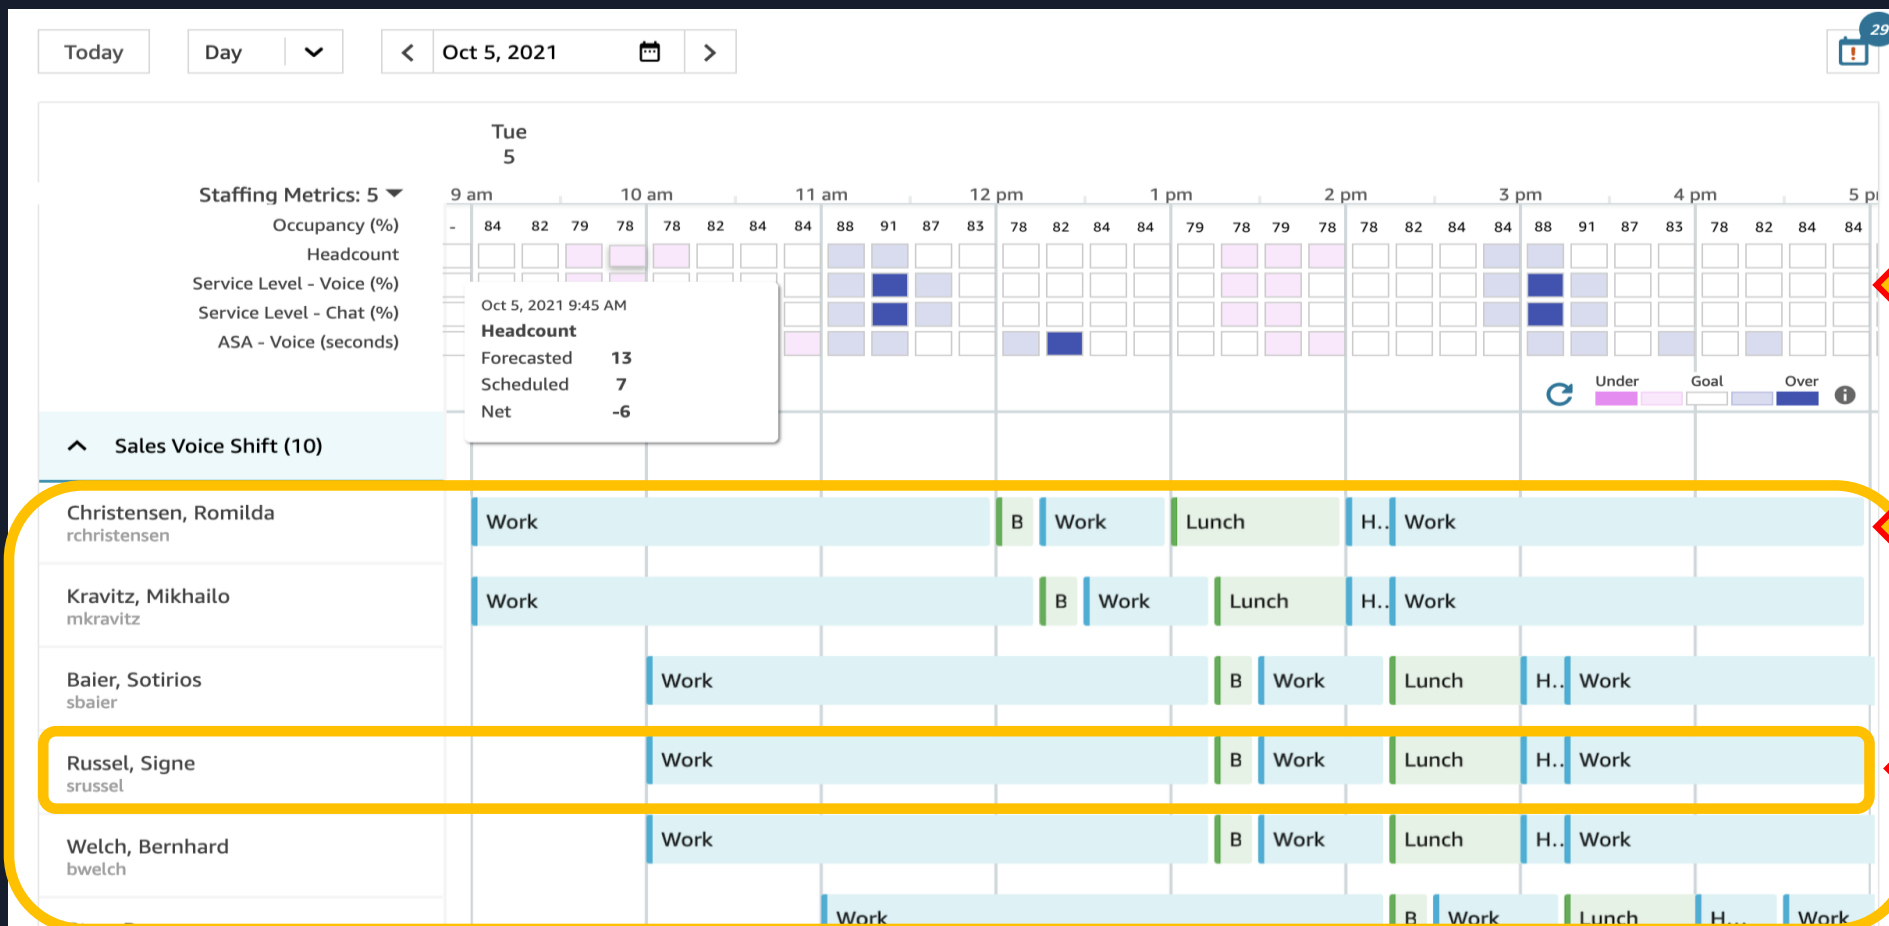 Today Day Oct 5, 2021 29
Tue
5
Staffing Metrics: 5 9 am 10 am 11 am 12 pm 1 pm 2 pm 3 pm 4 pm 5
Occupancy (%) - 84 82 79 78 78 82 84 84 88 91 87 83 78 82 84 84 79 78 79 78 78 82 84 84 88 91 87 83 78 82 84 84
Headcount
Service Level - Voice (%)
Service Level - Chat (%)
ASA - Voice (seconds)
Oct 5, 2021 9:45 AM
Headcount
Forecasted 13
Scheduled 7
Net -6
Under Goal Over
Sales Voice Shift (10)
Christensen, Romilda
rchristensen
Work B Work Lunch H.. Work
Kravitz, Mikhailo
mkravitz
Work B Work Lunch H.. Work
Baier, Sotirios
sbaier
Work B Work Lunch H.. Work
Russel, Signe
srussel
Work B Work Lunch H.. Work
Welch, Bernhard
bwelch
Work B Work Lunch H.. Work
Work B Work Lunch H... Work